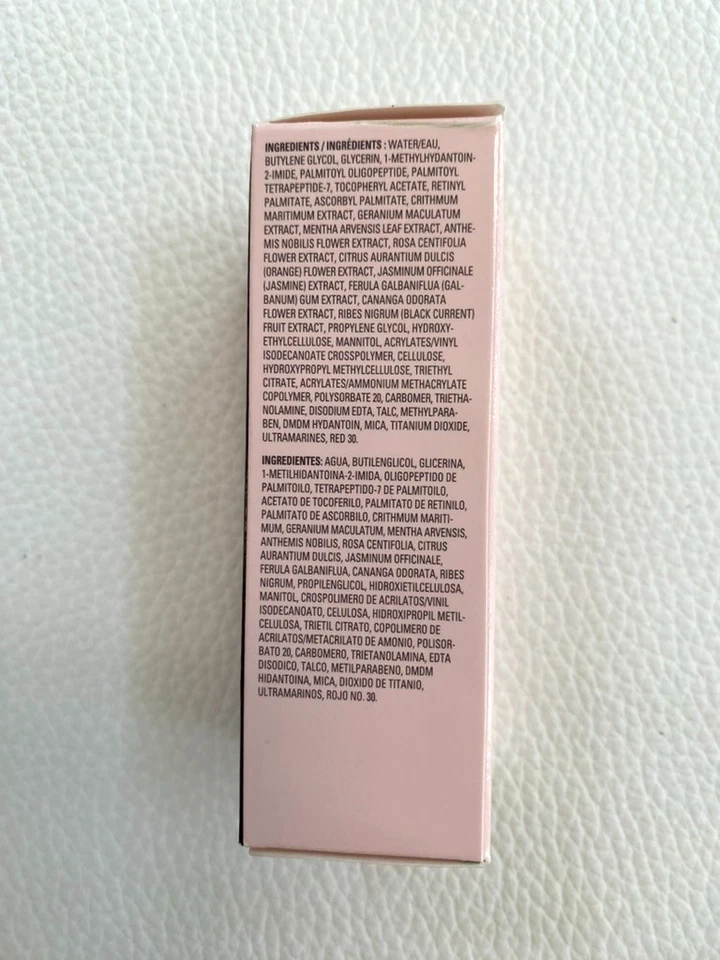 INGREDIENTS / INGRÉDIENTS : WATER/EAU,
BUTYLENE GLYCOL, GLYCERIN, 1-METHYLHYDANTOIN-
2-IMIDE, PALMITOYL OLIGOPEPTIDE, PALMITOYL
TETRAPEPTIDE-7, TOCOPHERYL ACETATE, RETINYL
PALMITATE, ASCORBYL PALMITATE, CRITHMUM
MARITIMUM EXTRACT, GERANIUM MACULATUM
EXTRACT, MENTHA ARVENSIS LEAF EXTRACT, ANTHE-
MIS NOBILIS FLOWER EXTRACT, ROSA CENTIFOLIA
FLOWER EXTRACT, CITRUS AURANTIUM DULCIS
(ORANGE) FLOWER EXTRACT, JASMINUM OFFICINALE
(JASMINE) EXTRACT, FERULA GALBANIFLUA (GAL-
BANUM) GUM EXTRACT, CANANGA ODORATA
FLOWER EXTRACT, RIBES NIGRUM (BLACK CURRENT)
FRUIT EXTRACT, PROPYLENE GLYCOL, HYDROXY-
ETHYLCELLULOSE, MANNITOL, ACRYLATES/VINYL
ISODECANOATE CROSSPOLYMER, CELLULOSE,
HYDROXYPROPYL METHYLCELLULOSE, TRIETHYL
CITRATE, ACRYLATES/AMMONIUM METHACRYLATE
COPOLYMER, POLYSORBATE 20, CARBOMER, TRIETHA-
NOLAMINE, DISODIUM EDTA, TALC, METHYLPARA-
BEN, DMDM HYDANTOIN, MICA, TITANIUM DIOXIDE,
ULTRAMARINES, RED 30.
INGREDIENTES: AGUA, BUTILENGLICOL, GLICERINA,
1-METILHIDANTOINA-2-IMIDA, OLIGOPEPTIDO DE
PALMITOILO, TETRAPEPTIDO-7 DE PALMITOILO,
ACETATO DE TOCOFERILO, PALMITATO DE RETINILO,
PALMITATO DE ASCORBILO, CRITHMUM MARITI-
MUM, GERANIUM MACULATUM, MENTHA ARVENSIS,
ANTHEMIS NOBILIS, ROSA CENTIFOLIA, CITRUS
AURANTIUM DULCIS, JASMINUM OFFICINALE,
FERULA GALBANIFLUA, CANANGA ODORATA, RIBES
NIGRUM, PROPILENGLICOL, HIDROXIETILCELULOSA,
MANITOL, CROSPOLIMERO DE ACRILATOS/VINIL
ISODECANOATO, CELULOSA, HIDROXIPROPIL METIL-
CELULOSA, TRIETIL CITRATO, COPOLIMERO DE
ACRILATOS/METACRILATO DE AMONIO, POLISOR-
BATO 20, CARBOMERO, TRIETANOLAMINA, EDTA
DISODICO, TALCO, METILPARABENO, DMDM
HIDANTOINA, MICA, DIOXIDO DE TITANIO,
ULTRAMARINOS, ROJO NO. 30.